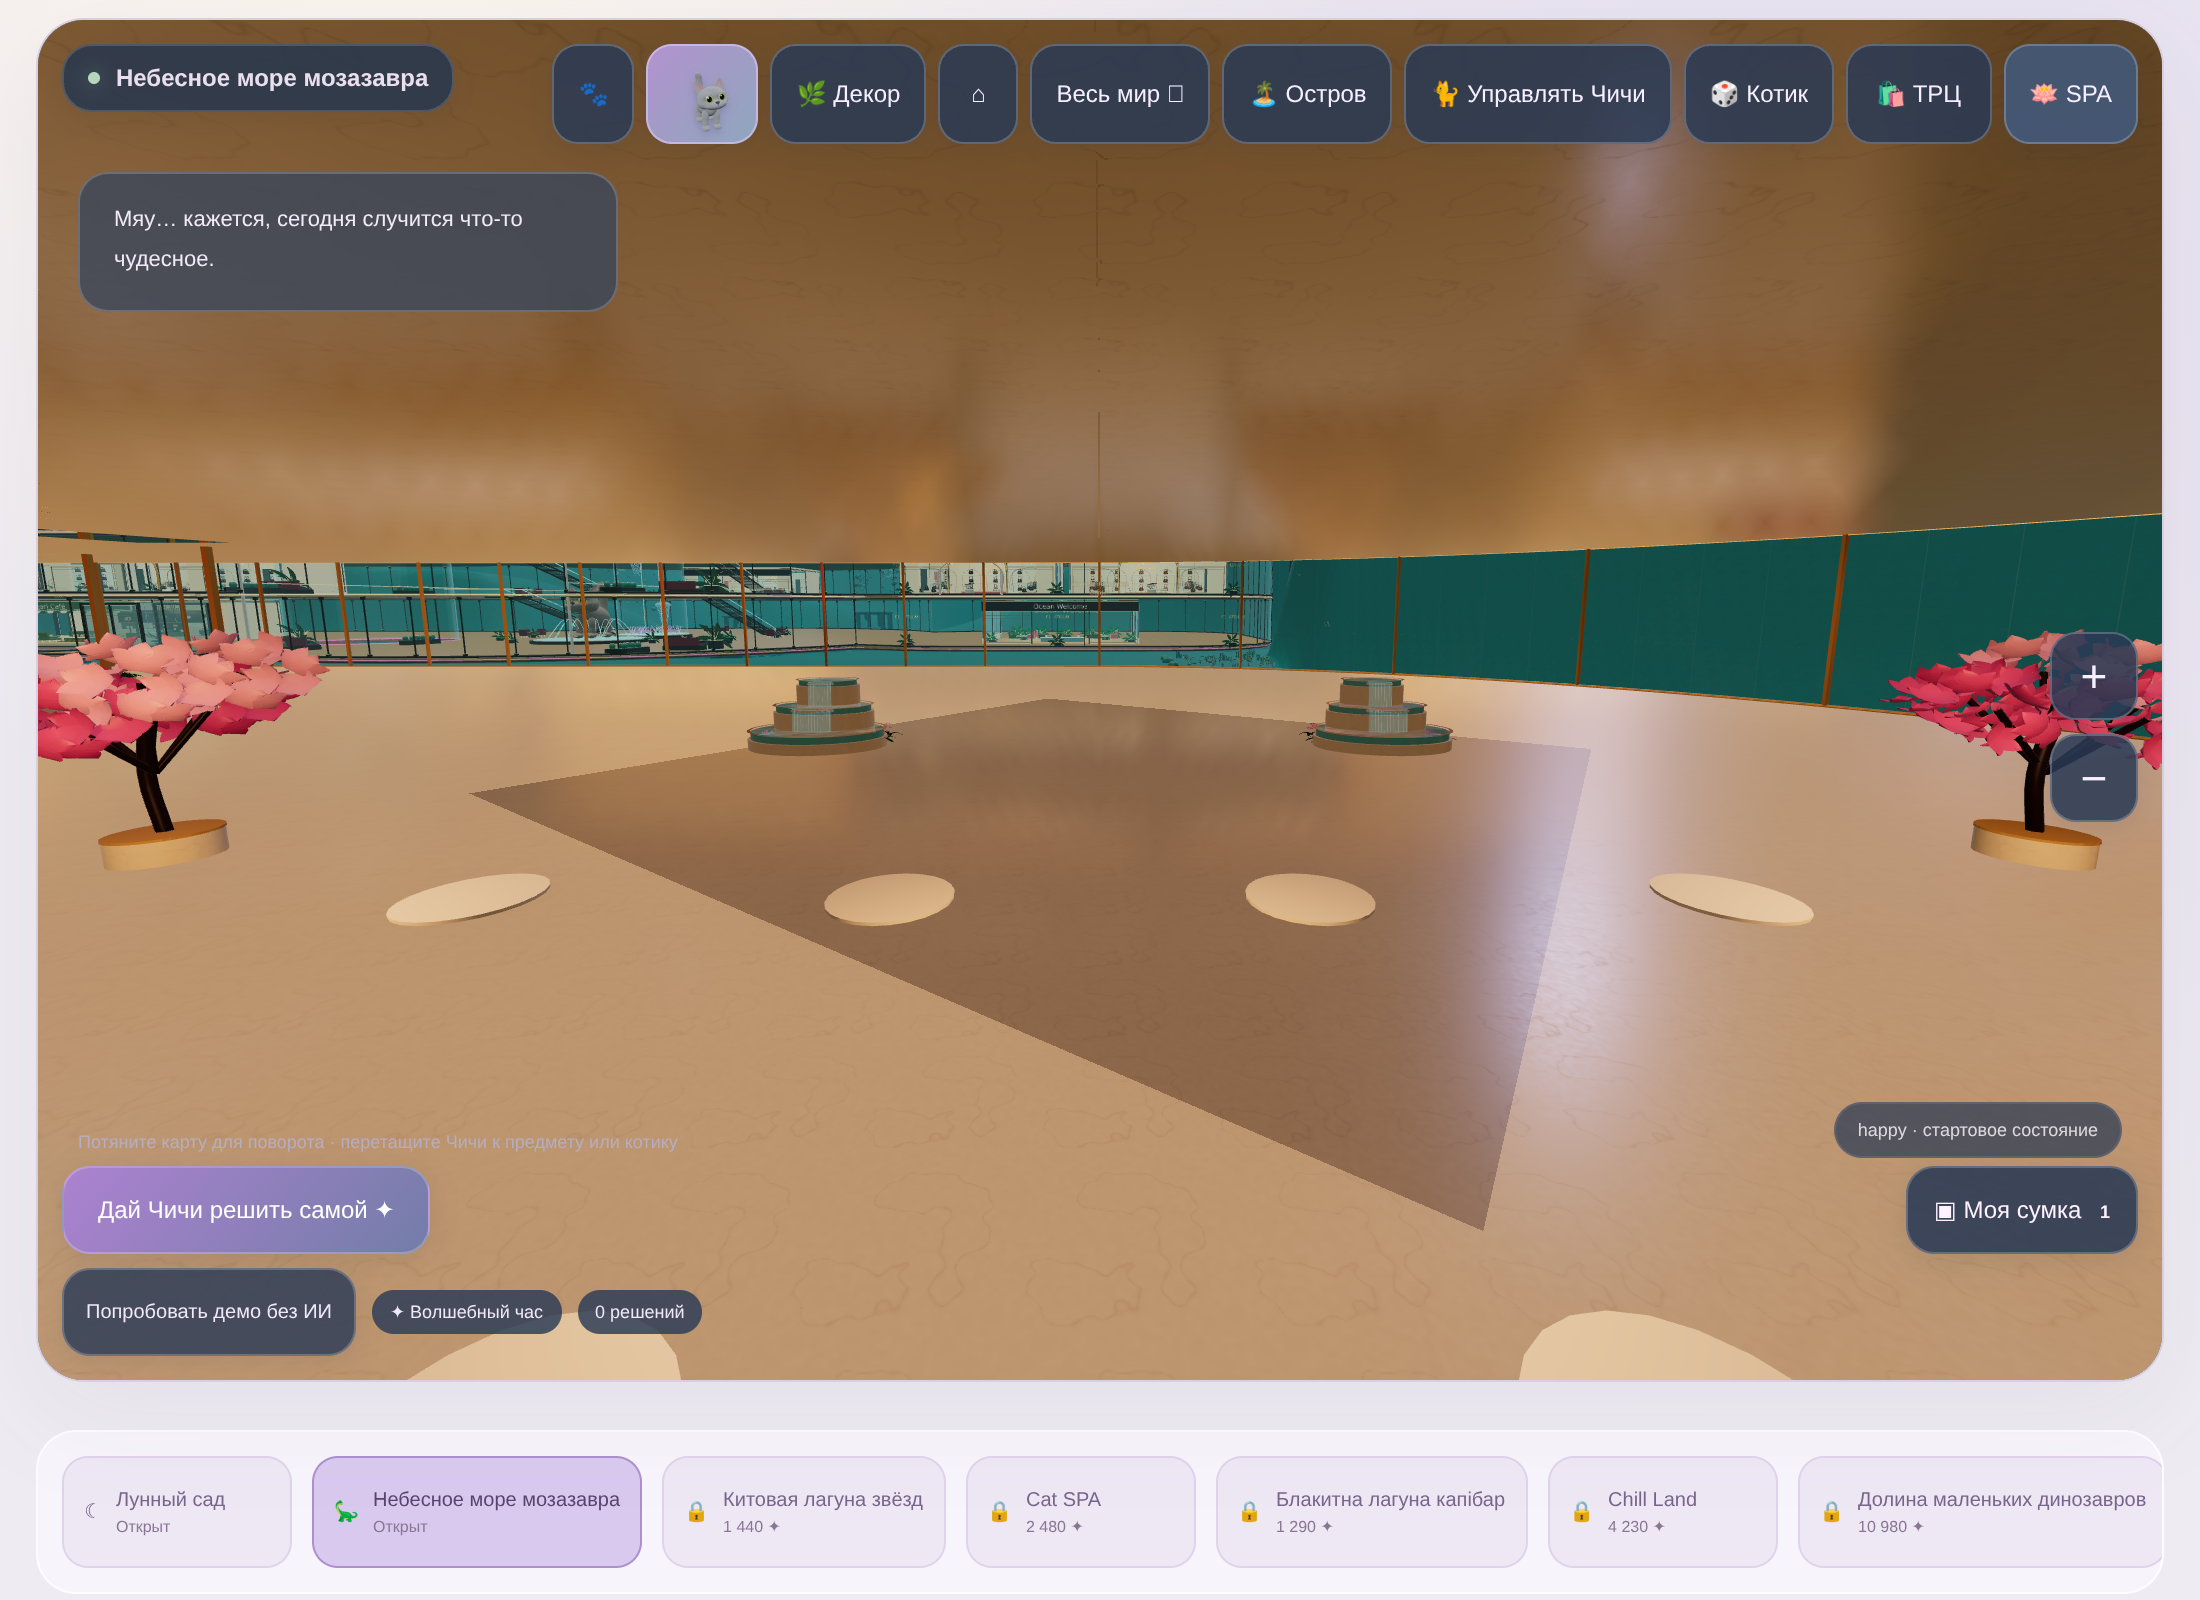 Небесное море мозазавра
Декор
Весь мир
Остров
Управлять Чичи
Котик
ТРЦ
SPA
Мяу… кажется, сегодня случится что-то
чудесное.
Ocean Welcome
+
−
Потяните карту для поворота · перетащите Чичи к предмету или котику
happy · стартовое состояние
Дай Чичи решить самой ✦
▣ Моя сумка 1
Попробовать демо без ИИ
✦ Волшебный час
0 решений
Лунный сад
Открыт
Небесное море мозазавра
Открыт
Китовая лагуна звёзд
1 440 ✦
Cat SPA
2 480 ✦
Блакитна лагуна капібар
1 290 ✦
Chill Land
4 230 ✦
Долина маленьких динозавров
10 980 ✦